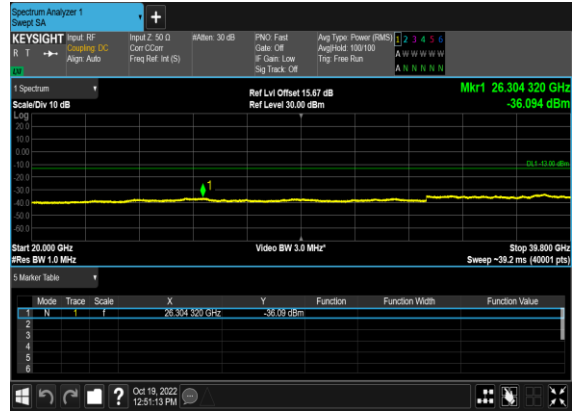 Spectrum Analyzer 1
Swept SA
+
KEYSIGHT Input: RF Input Z: 50 Ω #Atten: 30 dB PNO: Fast Avg Type: Power (RMS) 1 2 3 4 5 6
R T Coupling: DC Corr CCorr Gate: Off Avg|Hold: 100/100 A W W W W W
Align: Auto Freq Ref: Int (S) IF Gain: Low Trig: Free Run
Sig Track: Off A N N N N N
1 Spectrum Ref Lvl Offset 15.67 dB Mkr1 26.304 320 GHz
Scale/Div 10 dB Ref Level 30.00 dBm -36.094 dBm
Log
20.0
10.0
0.00
-10.0
DL1 -13.00 dBm
-20.0
1
-30.0
-40.0
-50.0
-60.0
Start 20.000 GHz Video BW 3.0 MHz* Stop 39.800 GHz
#Res BW 1.0 MHz Sweep ~39.2 ms (40001 pts)
5 Marker Table
Mode Trace Scale X Y Function Function Width Function Value
1 N 1 f 26.304 320 GHz -36.09 dBm
2
3
4
5
6
? Oct 19, 2022
12:51:13 PM